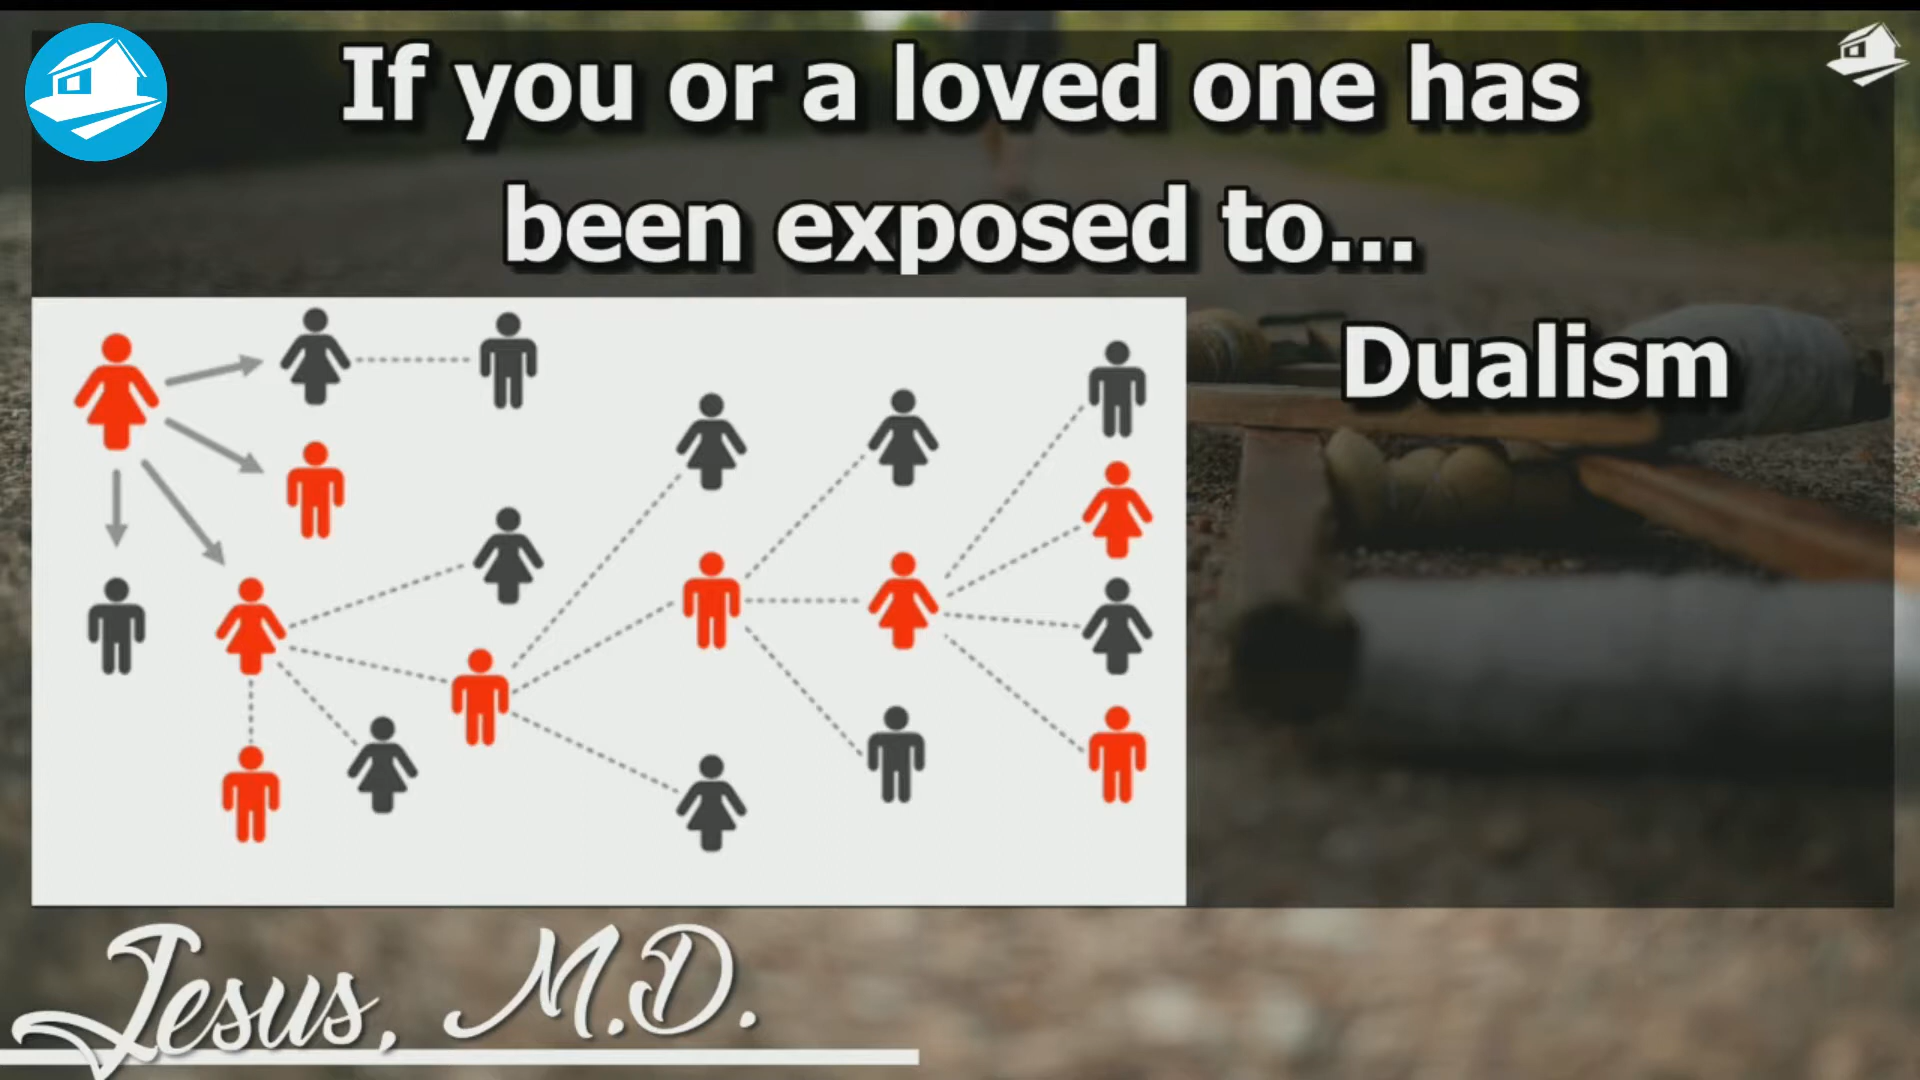 If you or a loved one has
been exposed to...
Dualism
Jesus, M.D.